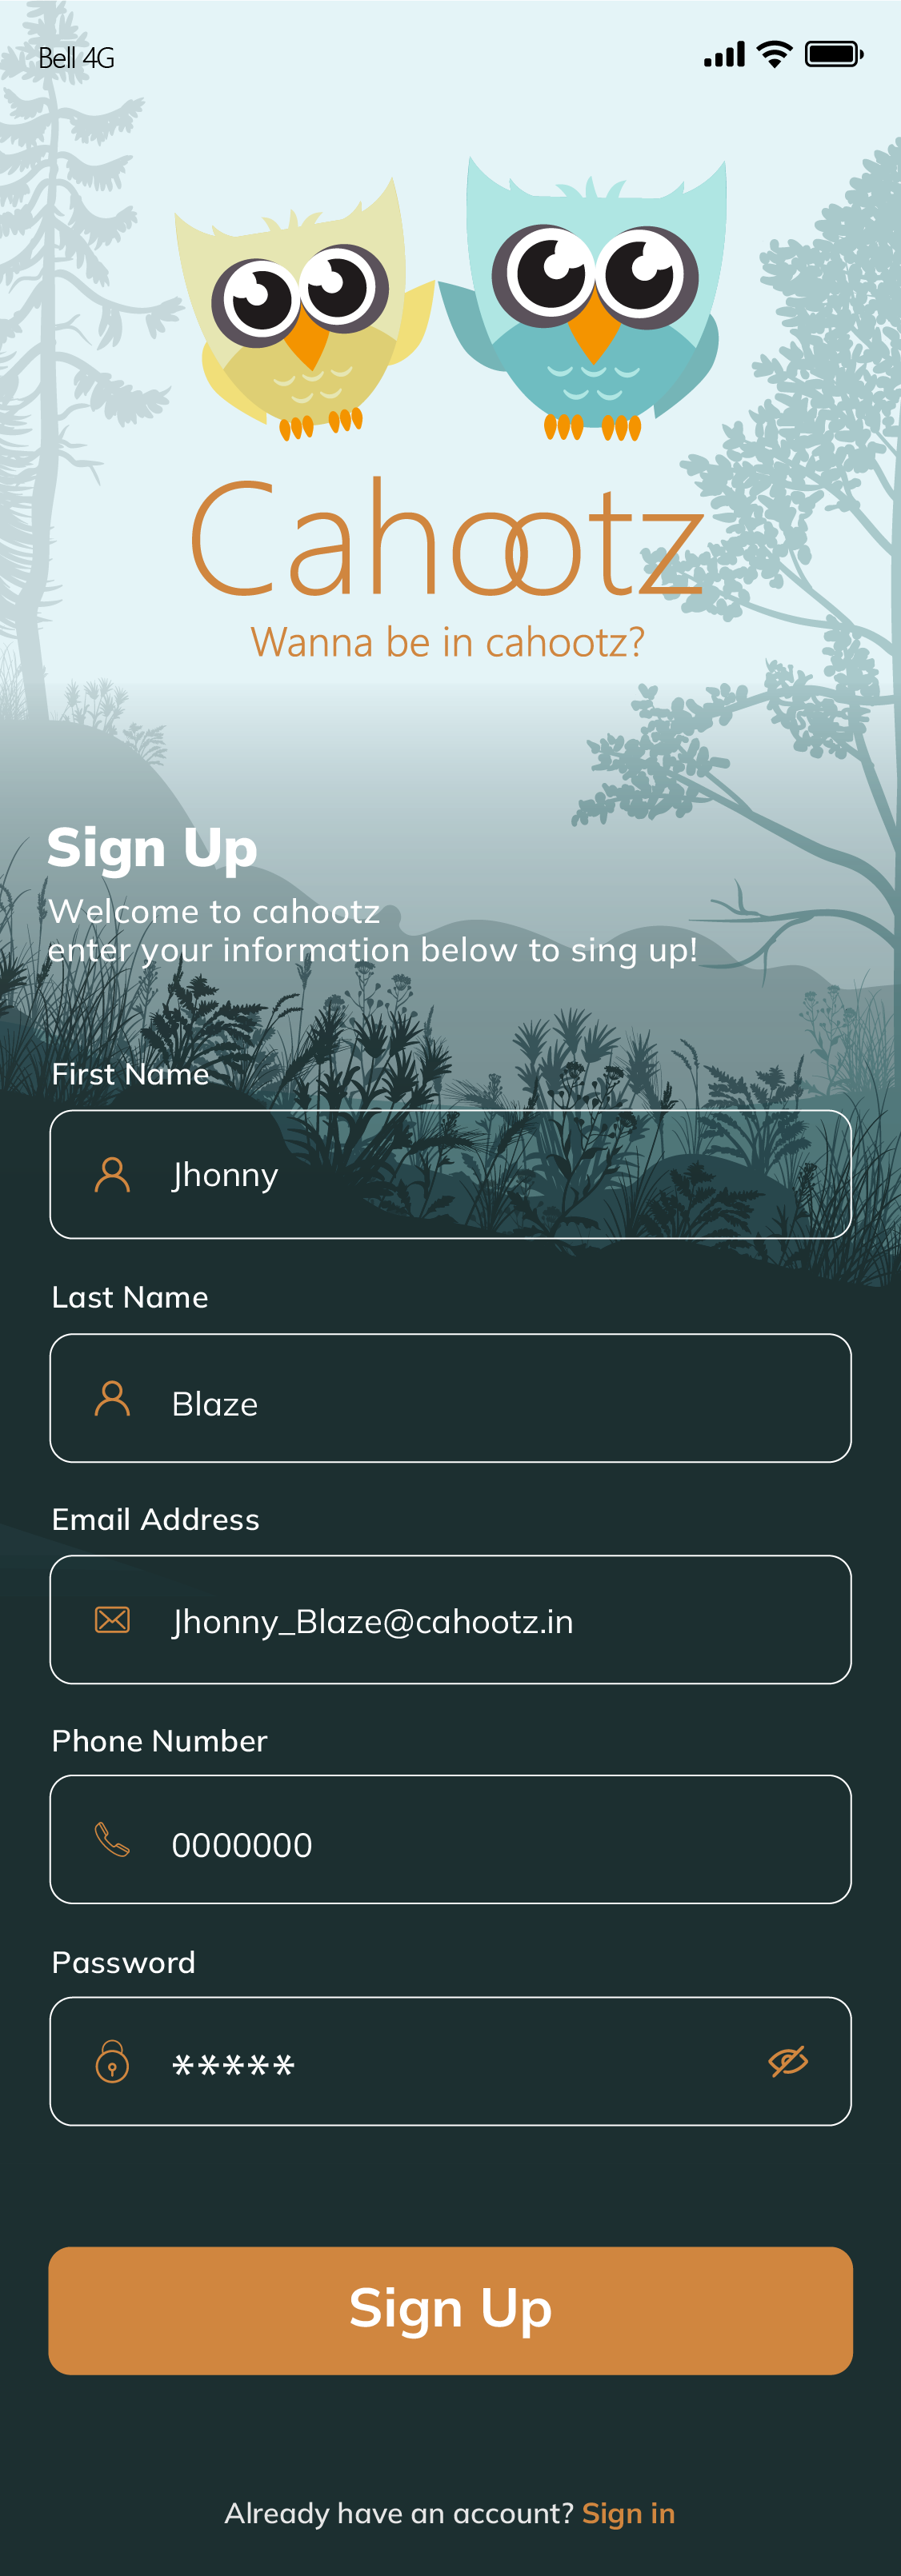 Bell 4G
Cahootz
Wanna be in cahootz?
Sign Up
Welcome to cahootz
enter your information below to sing up!
First Name
Jhonny
Last Name
Blaze
Email Address
Jhonny_Blaze@cahootz.in
Phone Number
0000000
Password
*****
Sign Up
Already have an account? Sign in